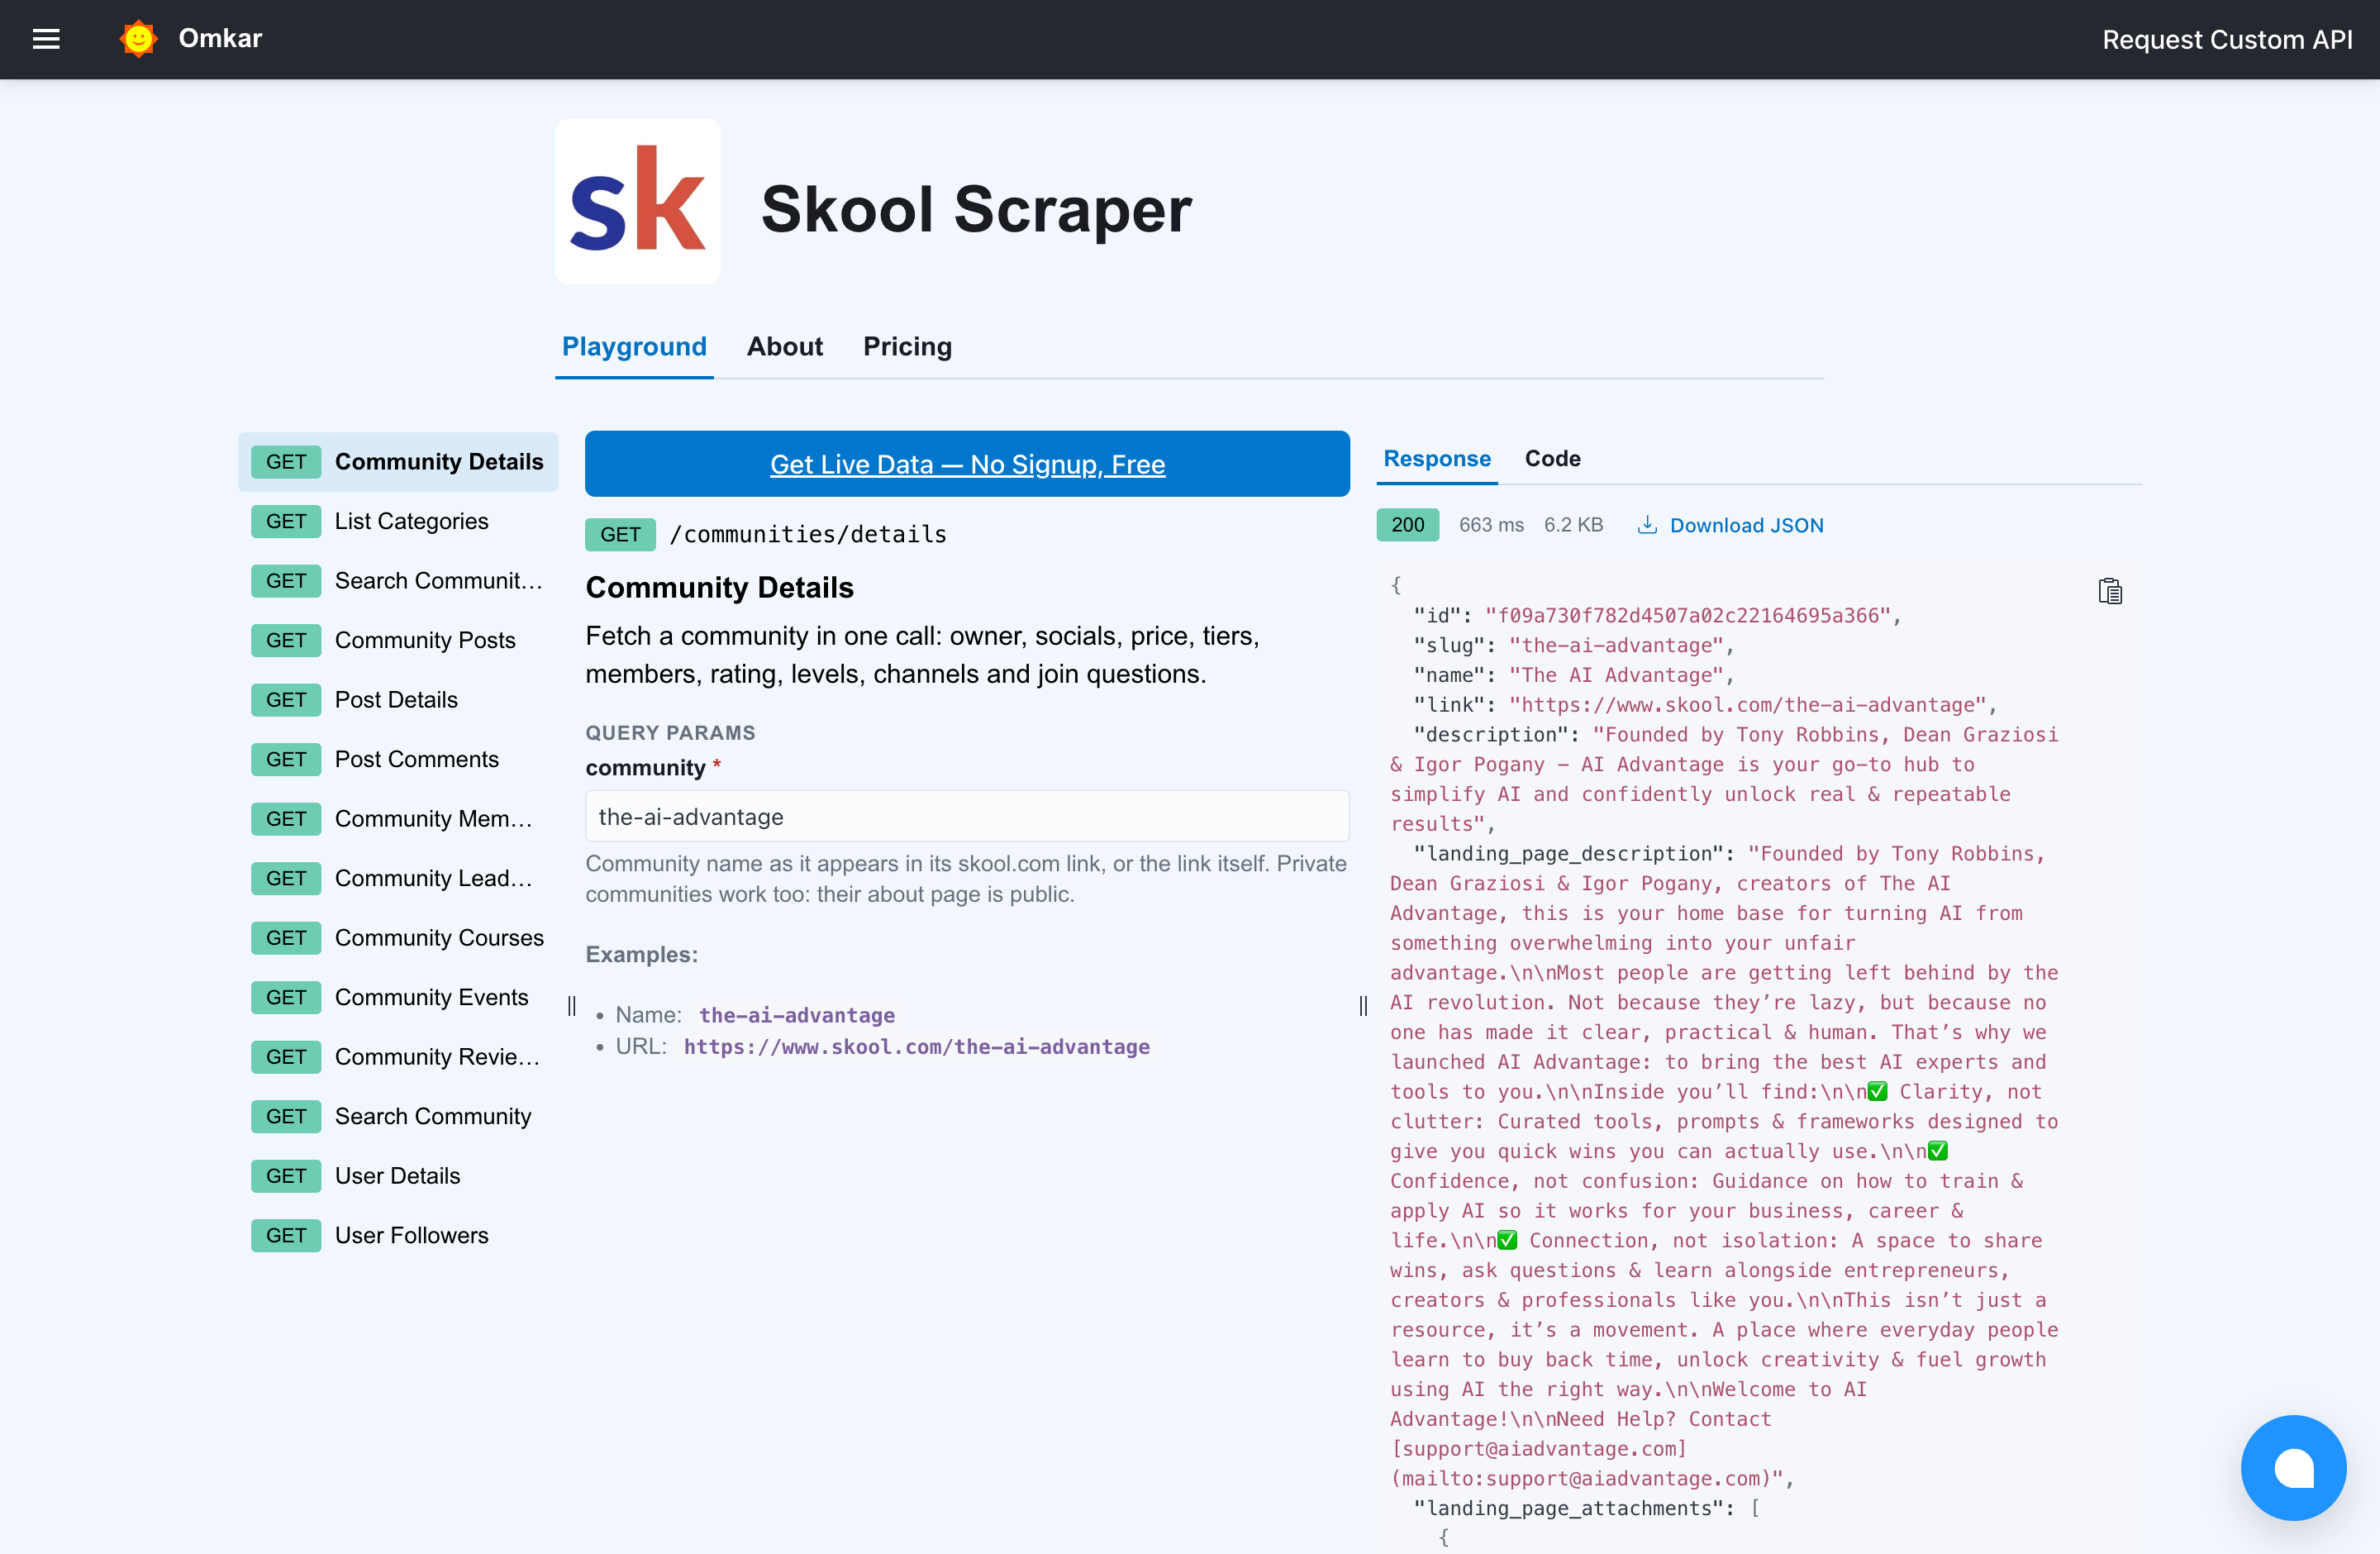 Omkar
Request Custom API
sk
Skool Scraper
Playground
About
Pricing
GET Community Details
GET List Categories
GET Search Communit...
GET Community Posts
GET Post Details
GET Post Comments
GET Community Mem...
GET Community Lead...
GET Community Courses
GET Community Events
GET Community Revie...
GET Search Community
GET User Details
GET User Followers
Get Live Data — No Signup, Free
GET /communities/details
Community Details
Fetch a community in one call: owner, socials, price, tiers,
members, rating, levels, channels and join questions.
QUERY PARAMS
community *
the-ai-advantage
Community name as it appears in its skool.com link, or the link itself. Private
communities work too: their about page is public.
Examples:
• Name: the-ai-advantage
• URL: https://www.skool.com/the-ai-advantage
Response
Code
200 663 ms 6.2 KB Download JSON
{
"id": "f09a730f782d4507a02c22164695a366",
"slug": "the-ai-advantage",
"name": "The AI Advantage",
"link": "https://www.skool.com/the-ai-advantage",
"description": "Founded by Tony Robbins, Dean Graziosi
& Igor Pogany – AI Advantage is your go-to hub to
simplify AI and confidently unlock real & repeatable
results",
"landing_page_description": "Founded by Tony Robbins,
Dean Graziosi & Igor Pogany, creators of The AI
Advantage, this is your home base for turning AI from
something overwhelming into your unfair
advantage.\n\nMost people are getting left behind by the
AI revolution. Not because they’re lazy, but because no
one has made it clear, practical & human. That’s why we
launched AI Advantage: to bring the best AI experts and
tools to you.\n\nInside you’ll find:\n\n✅ Clarity, not
clutter: Curated tools, prompts & frameworks designed to
give you quick wins you can actually use.\n\n✅
Confidence, not confusion: Guidance on how to train &
apply AI so it works for your business, career &
life.\n\n✅ Connection, not isolation: A space to share
wins, ask questions & learn alongside entrepreneurs,
creators & professionals like you.\n\nThis isn’t just a
resource, it’s a movement. A place where everyday people
learn to buy back time, unlock creativity & fuel growth
using AI the right way.\n\nWelcome to AI
Advantage!\n\nNeed Help? Contact
[support@aiadvantage.com]
(mailto:support@aiadvantage.com)",
"landing_page_attachments": [
{